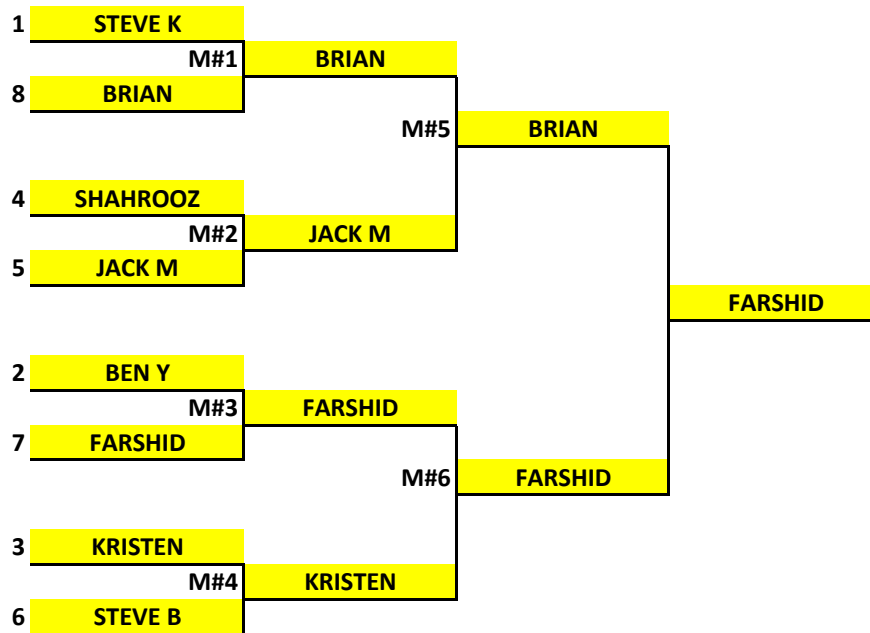 1 STEVE K
M#1 BRIAN
8 BRIAN
M#5 BRIAN
4 SHAHROOZ
M#2 JACK M
5 JACK M
FARSHID
2 BEN Y
M#3 FARSHID
7 FARSHID
M#6 FARSHID
3 KRISTEN
M#4 KRISTEN
6 STEVE B